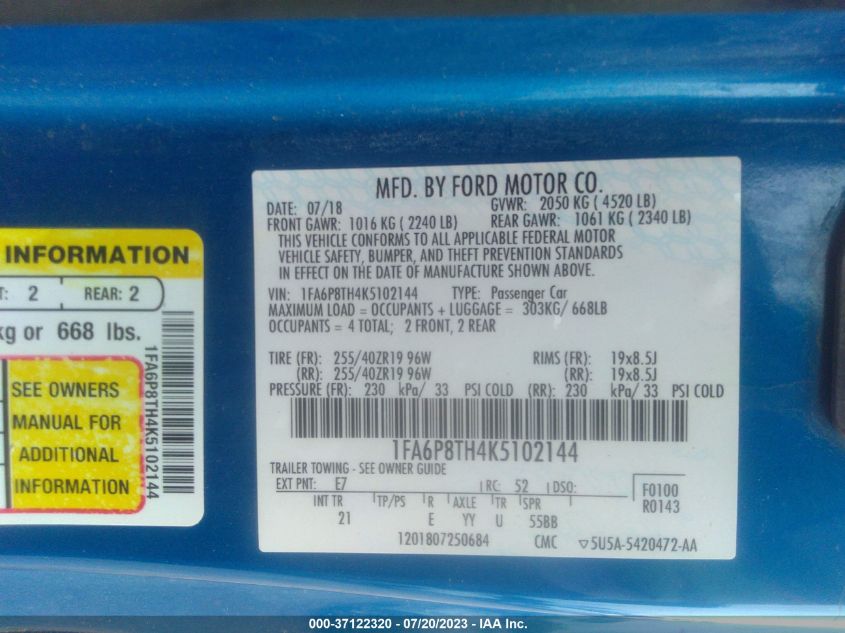 MFD. BY FORD MOTOR CO.
DATE: 07/18
GVWR: 2050 KG ( 4520 LB)
FRONT GAWR: 1016 KG ( 2240 LB)
REAR GAWR: 1061 KG ( 2340 LB)
THIS VEHICLE CONFORMS TO ALL APPLICABLE FEDERAL MOTOR
VEHICLE SAFETY, BUMPER, AND THEFT PREVENTION STANDARDS
IN EFFECT ON THE DATE OF MANUFACTURE SHOWN ABOVE.
VIN: 1FA6P8TH4K5102144 TYPE: Passenger Car
MAXIMUM LOAD = OCCUPANTS + LUGGAGE = 303KG/ 668LB
OCCUPANTS = 4 TOTAL; 2 FRONT, 2 REAR
TIRE (FR): 255/40ZR19 96W RIMS (FR): 19x8.5J
(RR): 255/40ZR19 96W (RR): 19x8.5J
PRESSURE (FR): 230 kPa/ 33 PSI COLD (RR): 230 kPa/ 33 PSI COLD
1FA6P8TH4K5102144
TRAILER TOWING - SEE OWNER GUIDE
EXT PNT: E7 RC: 52 DSO:
F0100
R0143
INT TR TP/PS R AXLE TR SPR
21 E YY U 55BB
1201807250684 CMC ▽5U5A-5420472-AA
INFORMATION
T: 2 REAR: 2
kg or 668 lbs.
SEE OWNERS
MANUAL FOR
ADDITIONAL
INFORMATION
1FA6P8TH4K5102144
000-37122320 / 07/20/2023 - IAA Inc.